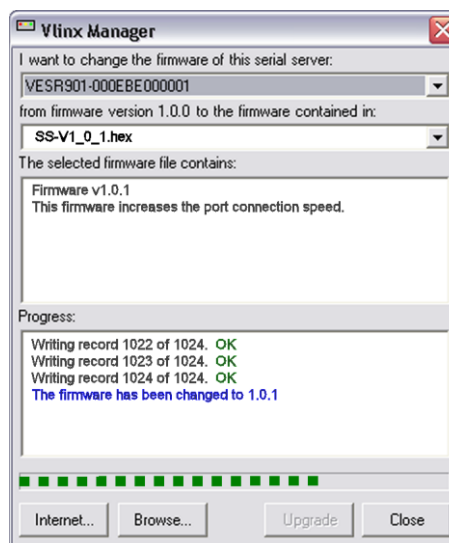 Vlinx Manager
I want to change the firmware of this serial server:
VESR901-000EBE000001
from firmware version 1.0.0 to the firmware contained in:
SS-V1_0_1.hex
The selected firmware file contains:
Firmware v1.0.1
This firmware increases the port connection speed.
Progress:
Writing record 1022 of 1024. OK
Writing record 1023 of 1024. OK
Writing record 1024 of 1024. OK
The firmware has been changed to 1.0.1
Internet... Browse... Upgrade Close